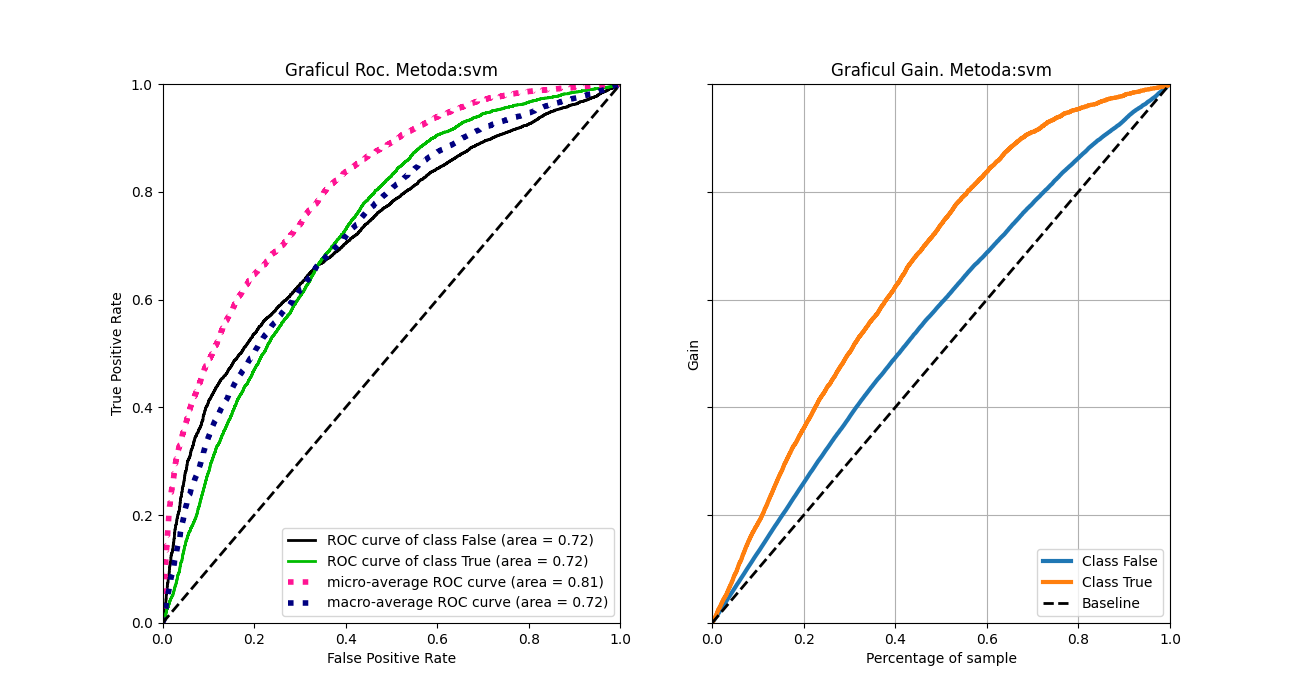 Graficul Roc. Metoda:svm
True Positive Rate
1.0
0.8
0.6
0.4
0.2
0.0
ROC curve of class False (area = 0.72)
ROC curve of class True (area = 0.72)
micro-average ROC curve (area = 0.81)
macro-average ROC curve (area = 0.72)
0.0 0.2 0.4 0.6 0.8 1.0
False Positive Rate
Graficul Gain. Metoda:svm
Gain
Class False
Class True
Baseline
0.0 0.2 0.4 0.6 0.8 1.0
Percentage of sample